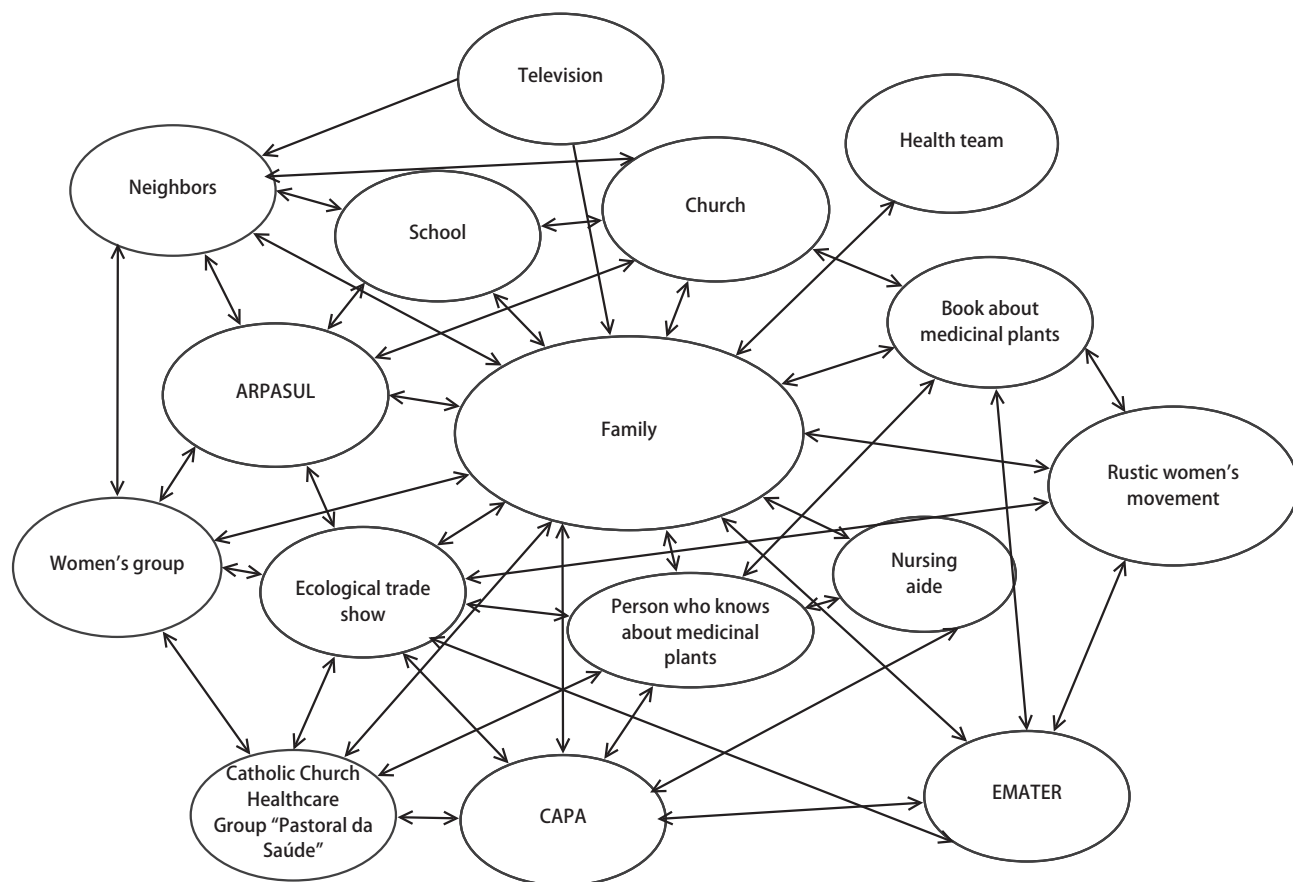 Television
Health team
Neighbors
Church
School
Book about
medicinal plants
ARPASUL
Family
Rustic women’s
movement
Women’s group
Ecological trade
show
Nursing
aide
Person who knows
about medicinal
plants
Catholic Church
Healthcare
Group “Pastoral da
Saúde”
CAPA
EMATER